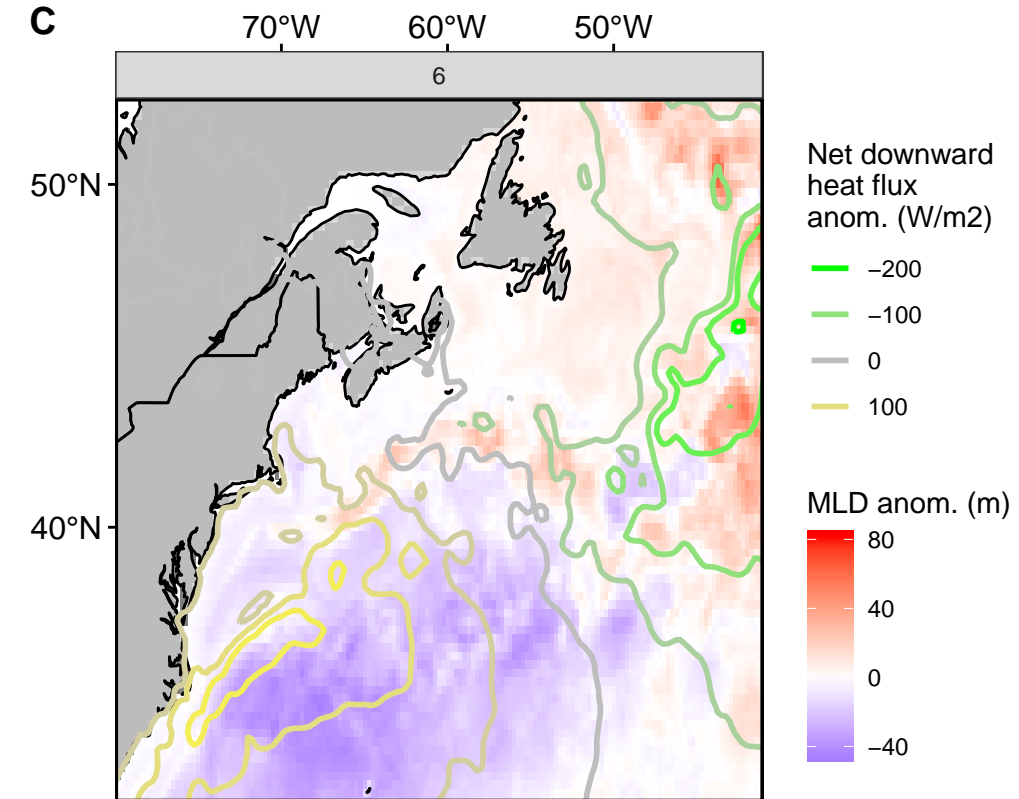 C
70°W 60°W 50°W
6
50°N
40°N
Net downward
heat flux
anom. (W/m2)
−200
−100
0
100
MLD anom. (m)
80
40
0
−40